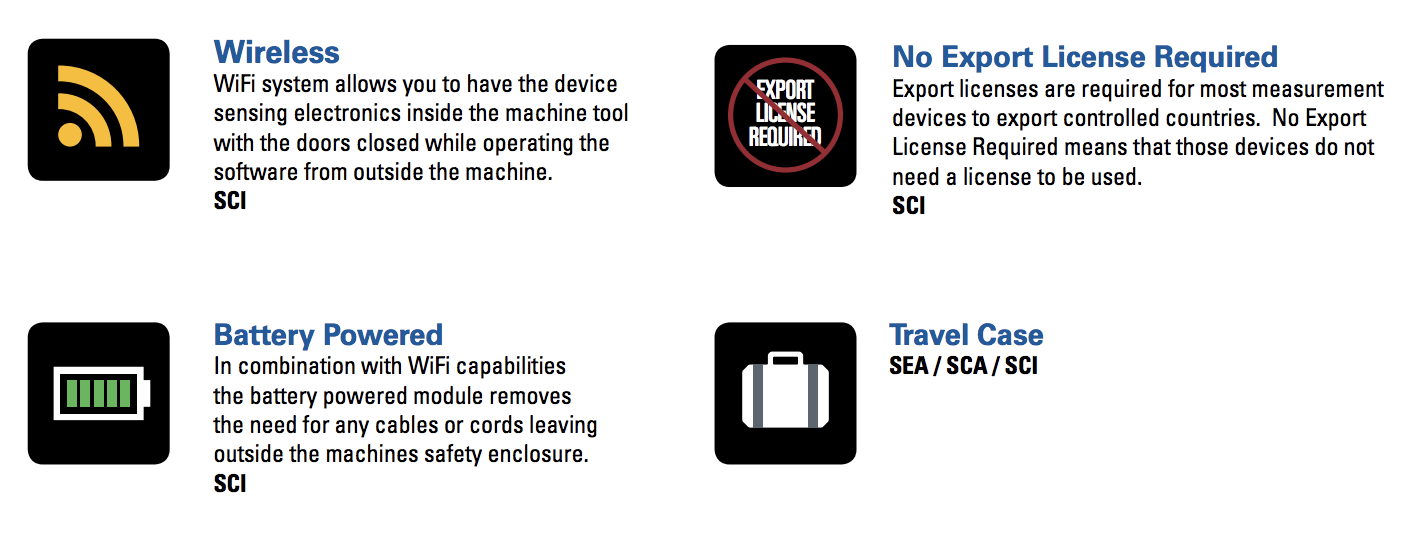 Wireless
WiFi system allows you to have the device
sensing electronics inside the machine tool
with the doors closed while operating the
software from outside the machine.
SCI
EXPORT
LICENSE
REQUIRED
No Export License Required
Export licenses are required for most measurement
devices to export controlled countries.  No Export
License Required means that those devices do not
need a license to be used.
SCI
Battery Powered
In combination with WiFi capabilities
the battery powered module removes
the need for any cables or cords leaving
outside the machines safety enclosure.
SCI
Travel Case
SEA / SCA / SCI